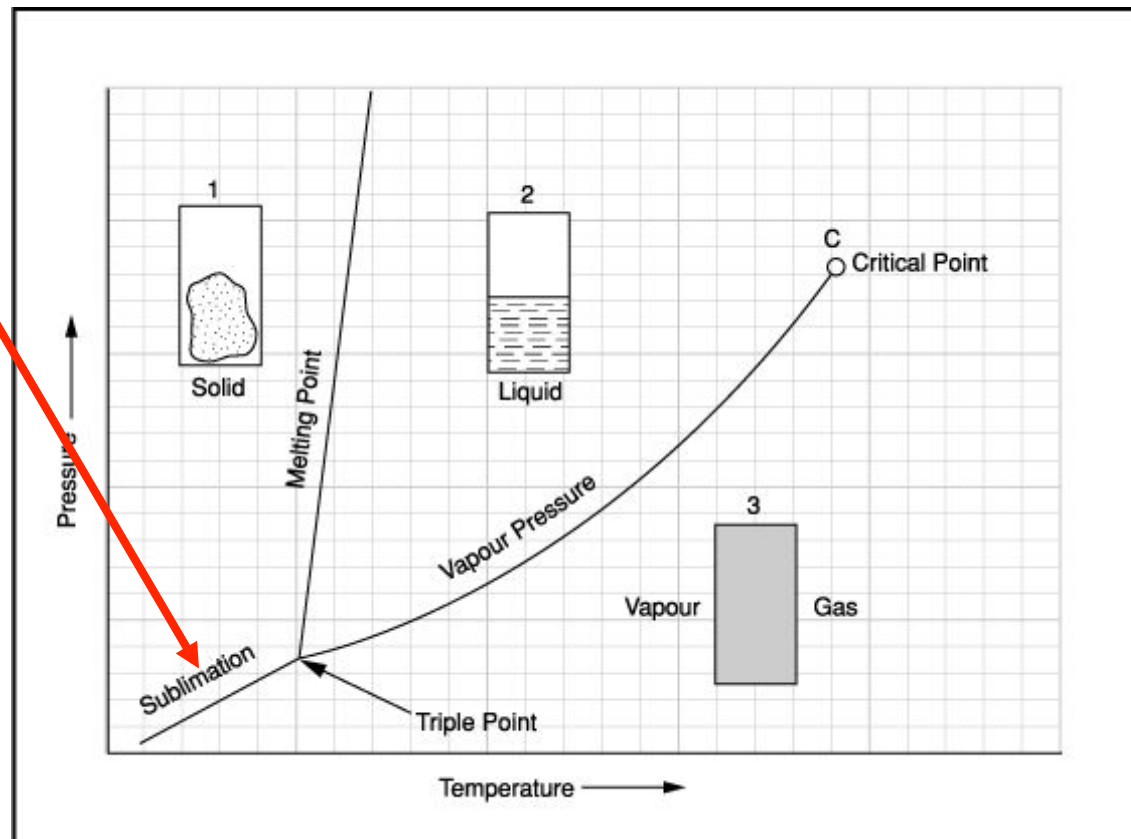 1
2
C
Critical Point
Solid
Liquid
Melting Point
Pressure
Vapour Pressure
3
Vapour
Gas
Sublimation
Triple Point
Temperature